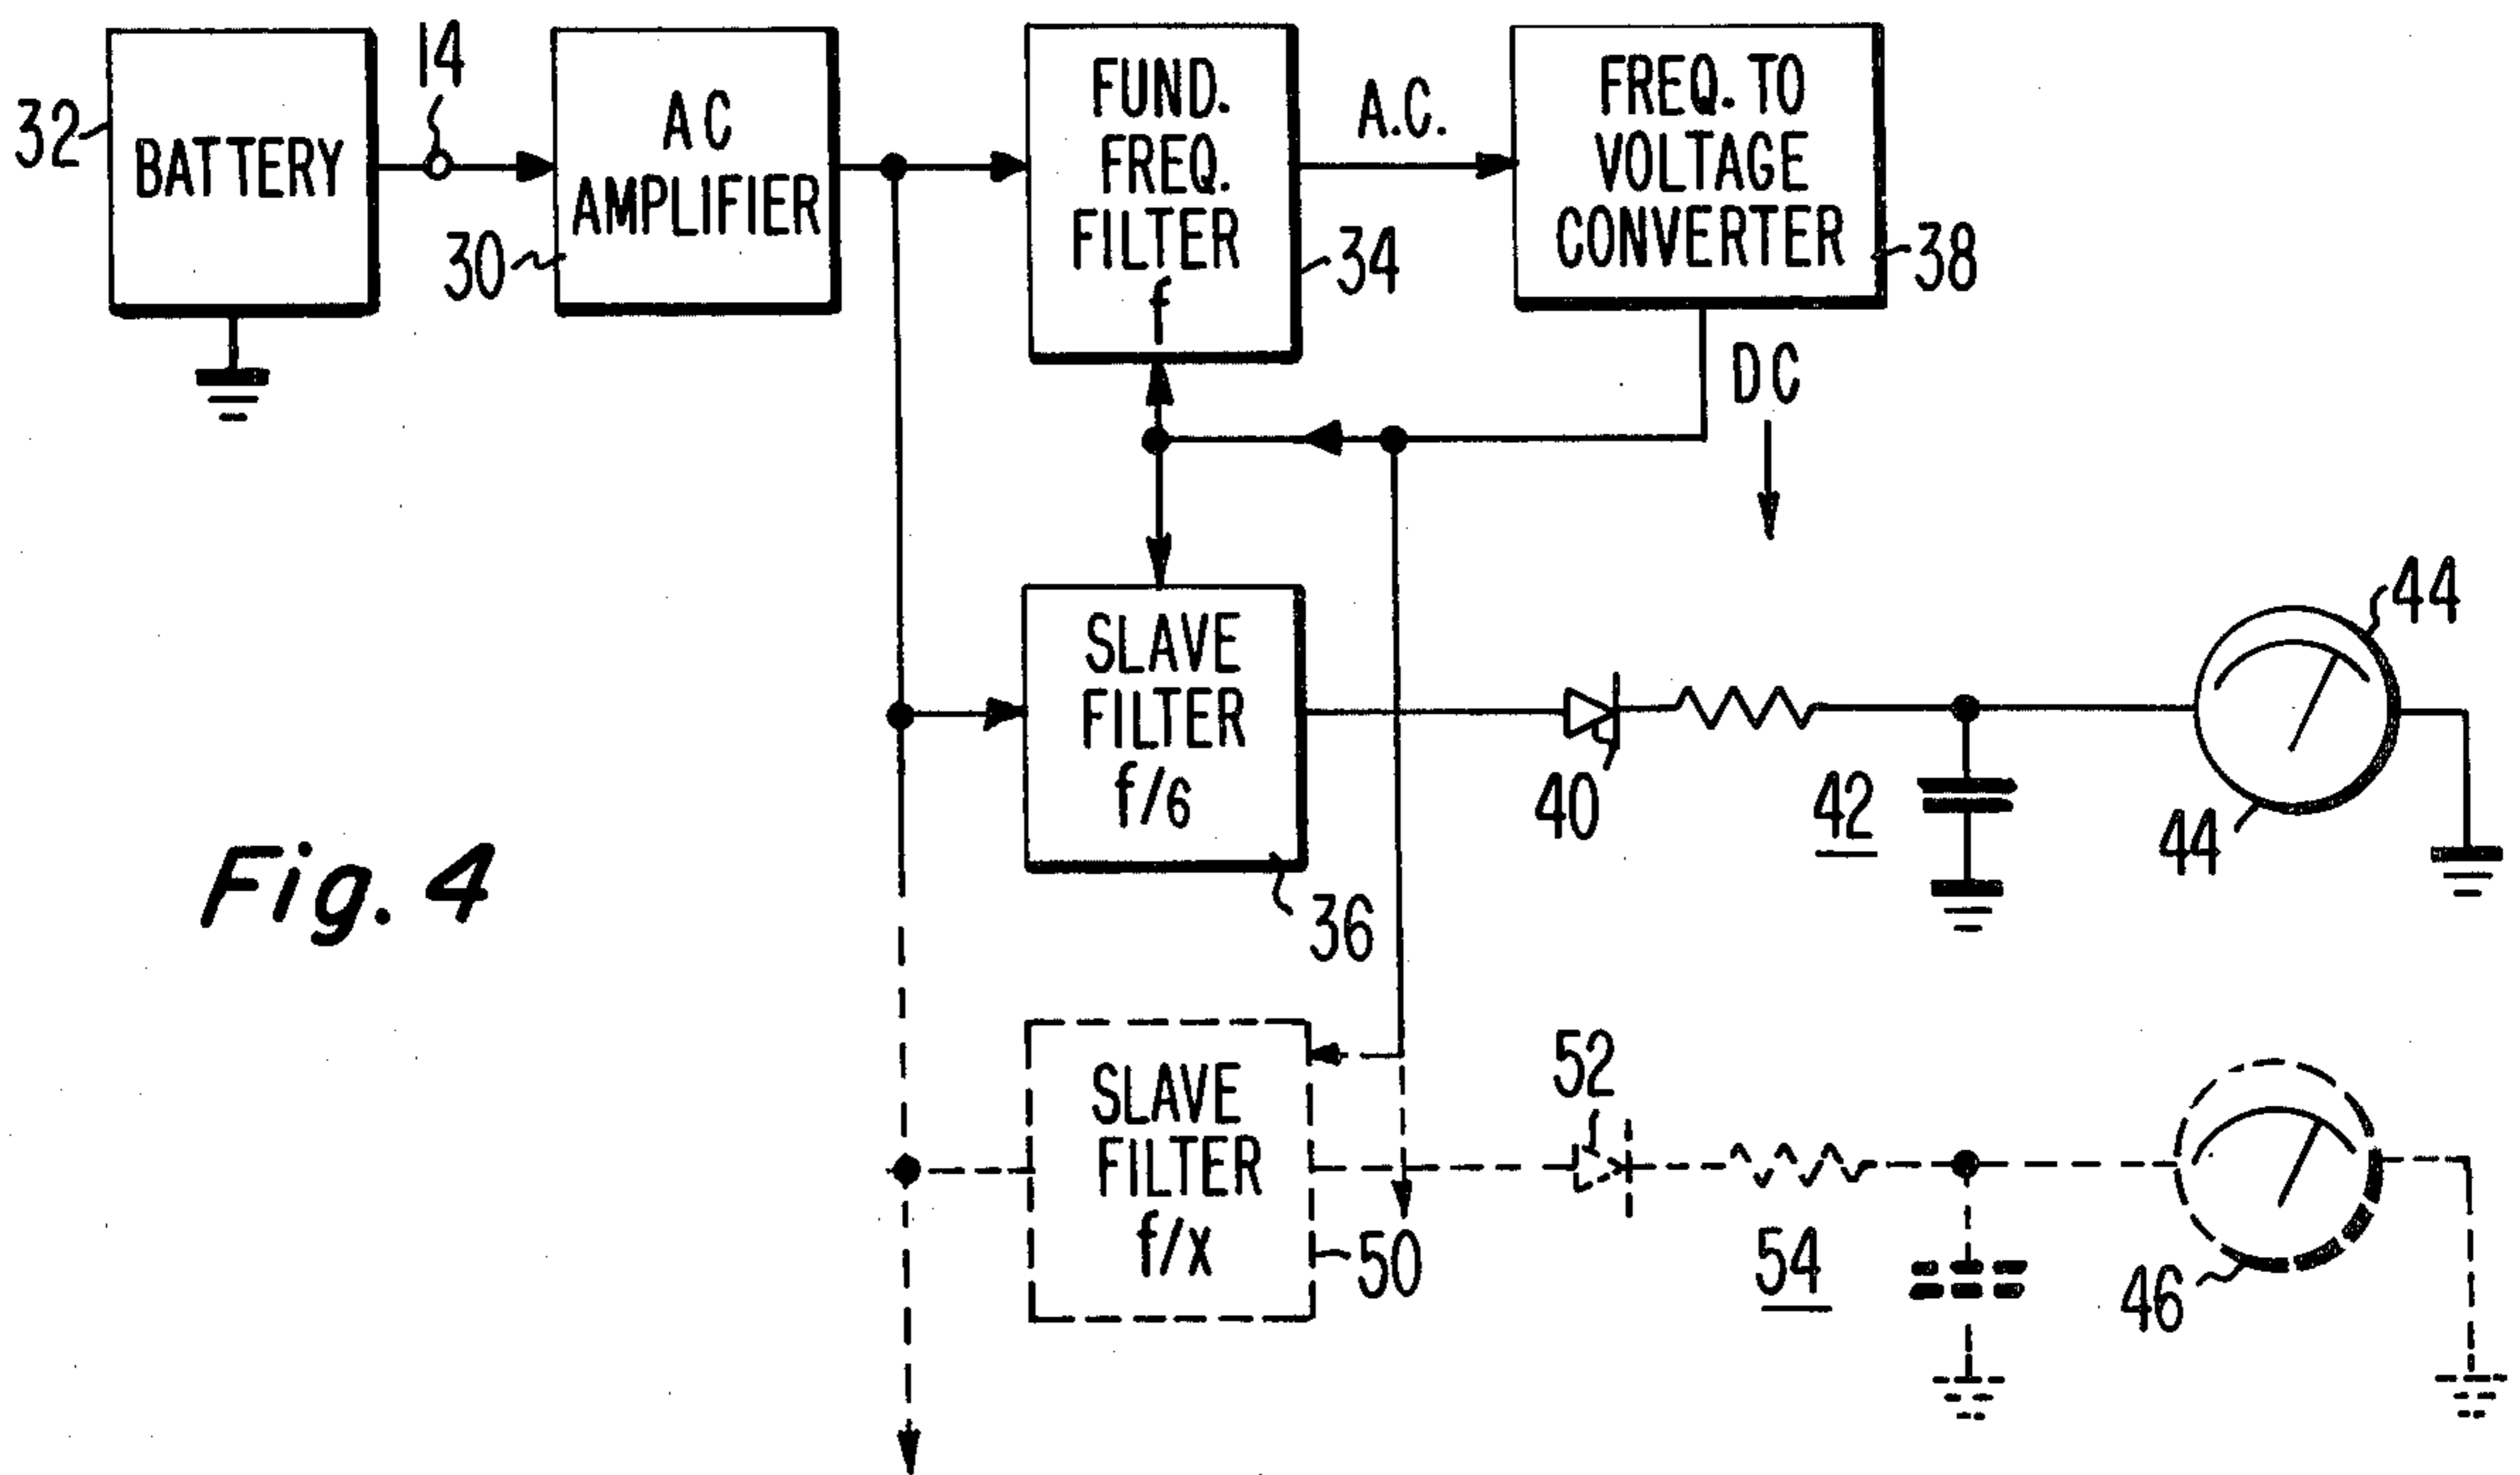 32
BATTERY
14
AC
AMPLIFIER
30
FUND.
FREQ.
FILTER
f
34
A.C.
FREQ. TO
VOLTAGE
CONVERTER
38
DC
SLAVE
FILTER
f/6
36
40
42
44
44
Fig. 4
SLAVE
FILTER
f/X
50
52
54
46